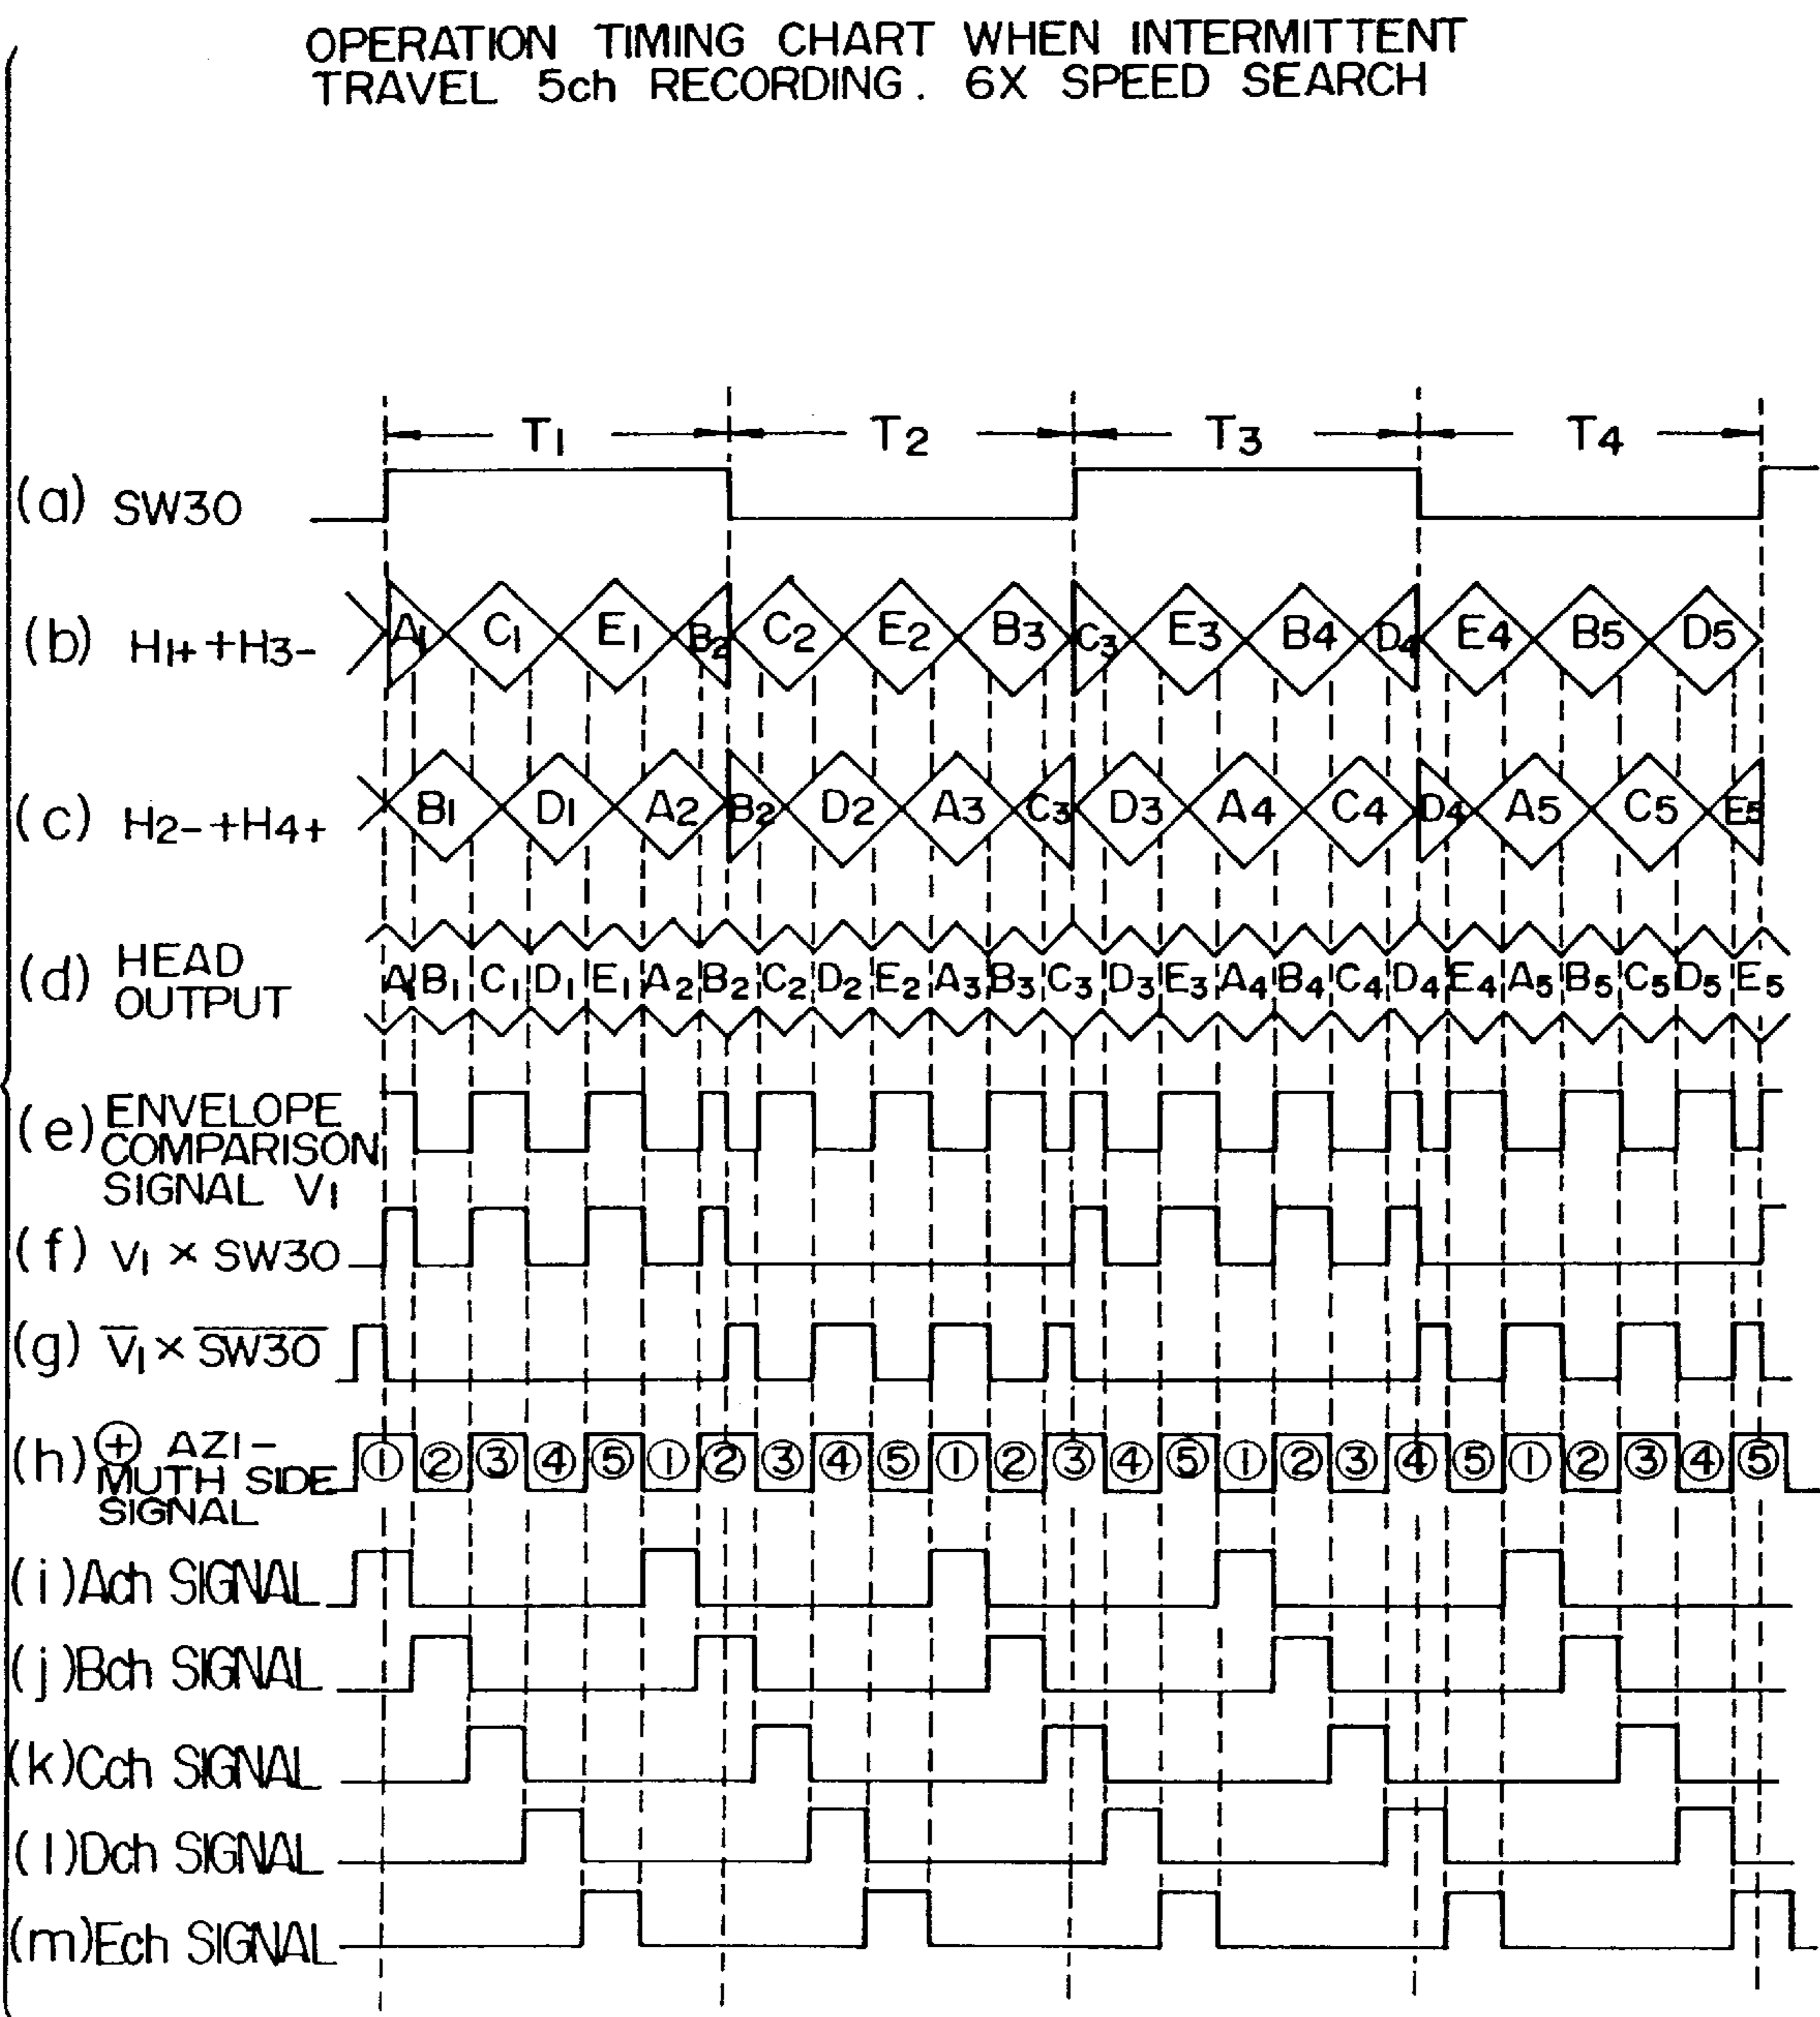 OPERATION TIMING CHART WHEN INTERMITTENT
TRAVEL 5ch RECORDING. 6X SPEED SEARCH
T1 T2 T3 T4
(a) SW30
(b) H1+ +H3-
A1 C1 E1 B2 C2 E2 B3 C3 E3 B4 D4 E4 B5 D5
(c) H2-+H4+
B1 D1 A2 B2 D2 A3 C3 D3 A4 C4 D4 A5 C5 E5
(d) HEAD
OUTPUT
A1 B1 C1 D1 E1 A2 B2 C2 D2 E2 A3 B3 C3 D3 E3 A4 B4 C4 D4 E4 A5 B5 C5 D5 E5
(e) ENVELOPE
COMPARISON
SIGNAL V1
(f) V1 × SW30
(g) V̅1 × S̅W̅3̅0̅
(h) ⊕ AZI-
MUTH SIDE
SIGNAL
① ② ③ ④ ⑤ ① ② ③ ④ ⑤ ① ② ③ ④ ⑤ ① ② ③ ④ ⑤ ① ② ③ ④ ⑤
(i) Ach SIGNAL
(j) Bch SIGNAL
(k) Cch SIGNAL
(l) Dch SIGNAL
(m) Ech SIGNAL